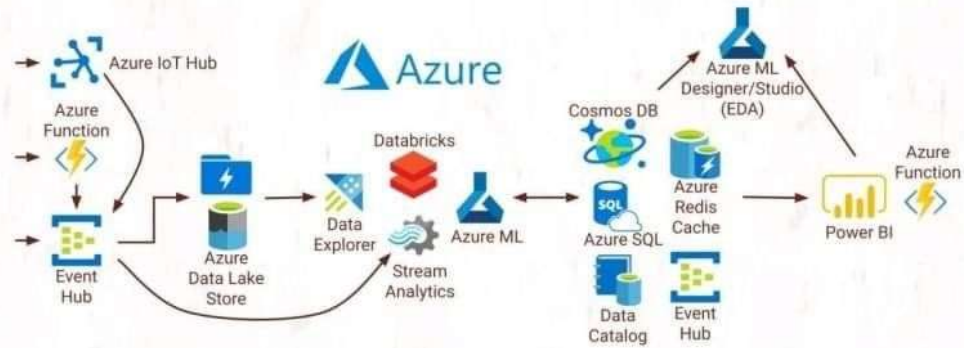 Azure IoT Hub
Azure
Function
Event
Hub
Azure
Data Lake
Store
Azure
Databricks
Data
Explorer
Azure ML
Stream
Analytics
Cosmos DB
Azure ML
Designer/Studio
(EDA)
SQL
Azure SQL
Azure
Redis
Cache
Data
Catalog
Event
Hub
Power BI
Azure
Function